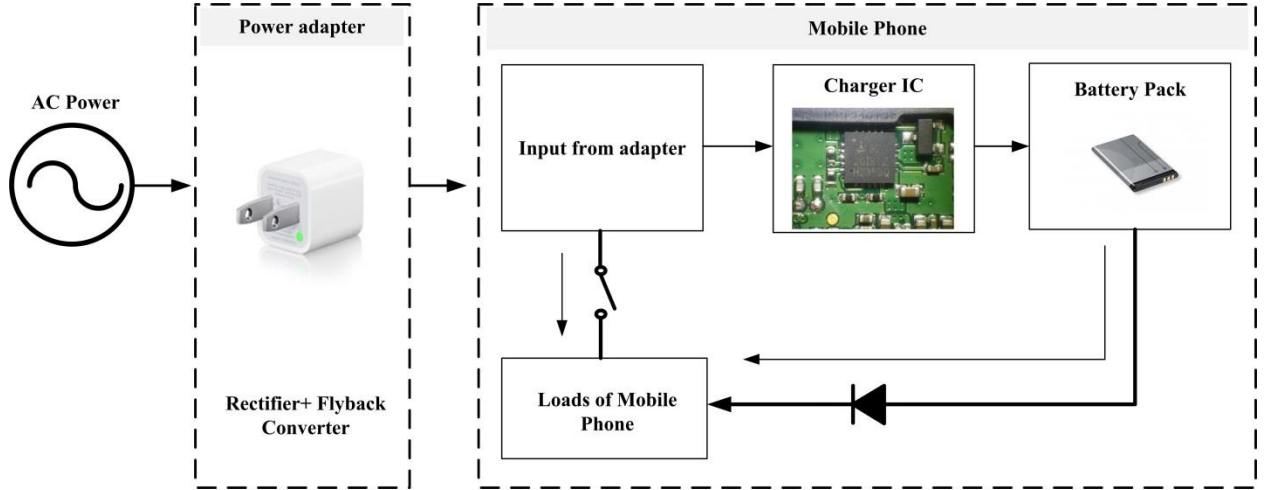 Power adapter
Mobile Phone
AC Power
Charger IC
Battery Pack
Input from adapter
Rectifier+ Flyback
Converter
Loads of Mobile
Phone